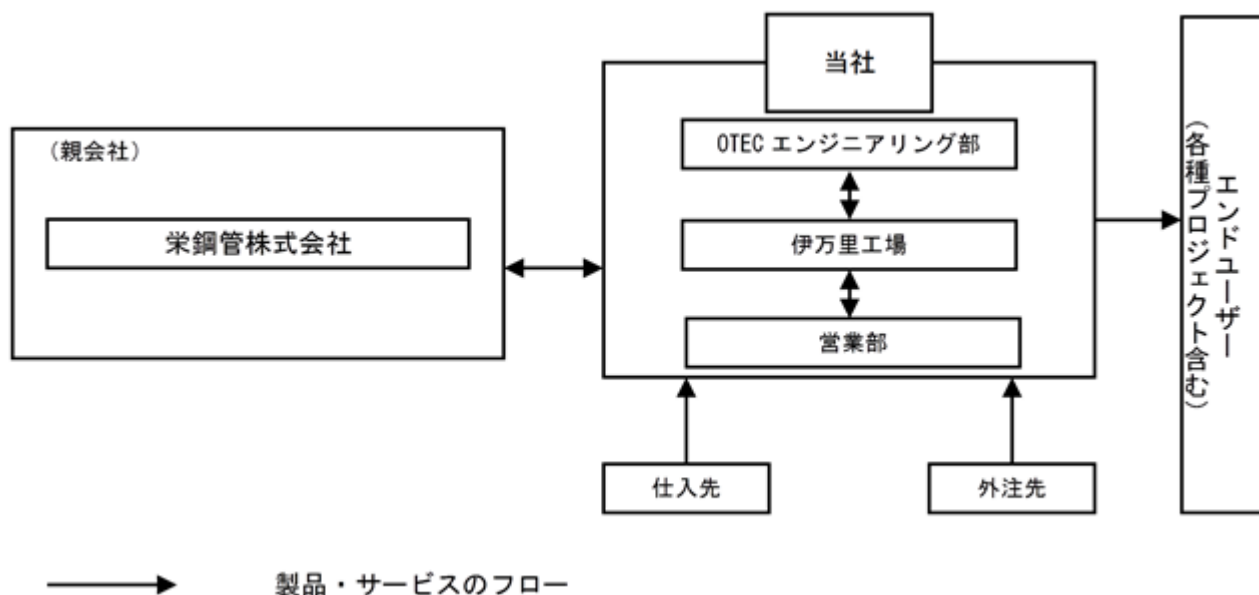 当社
OTEC エンジニアリング部
(親会社)
栄鋼管株式会社
伊万里工場
営業部
仕入先
外注先
エンドユーザー
(各種プロジェクト含む)
製品・サービスのフロー